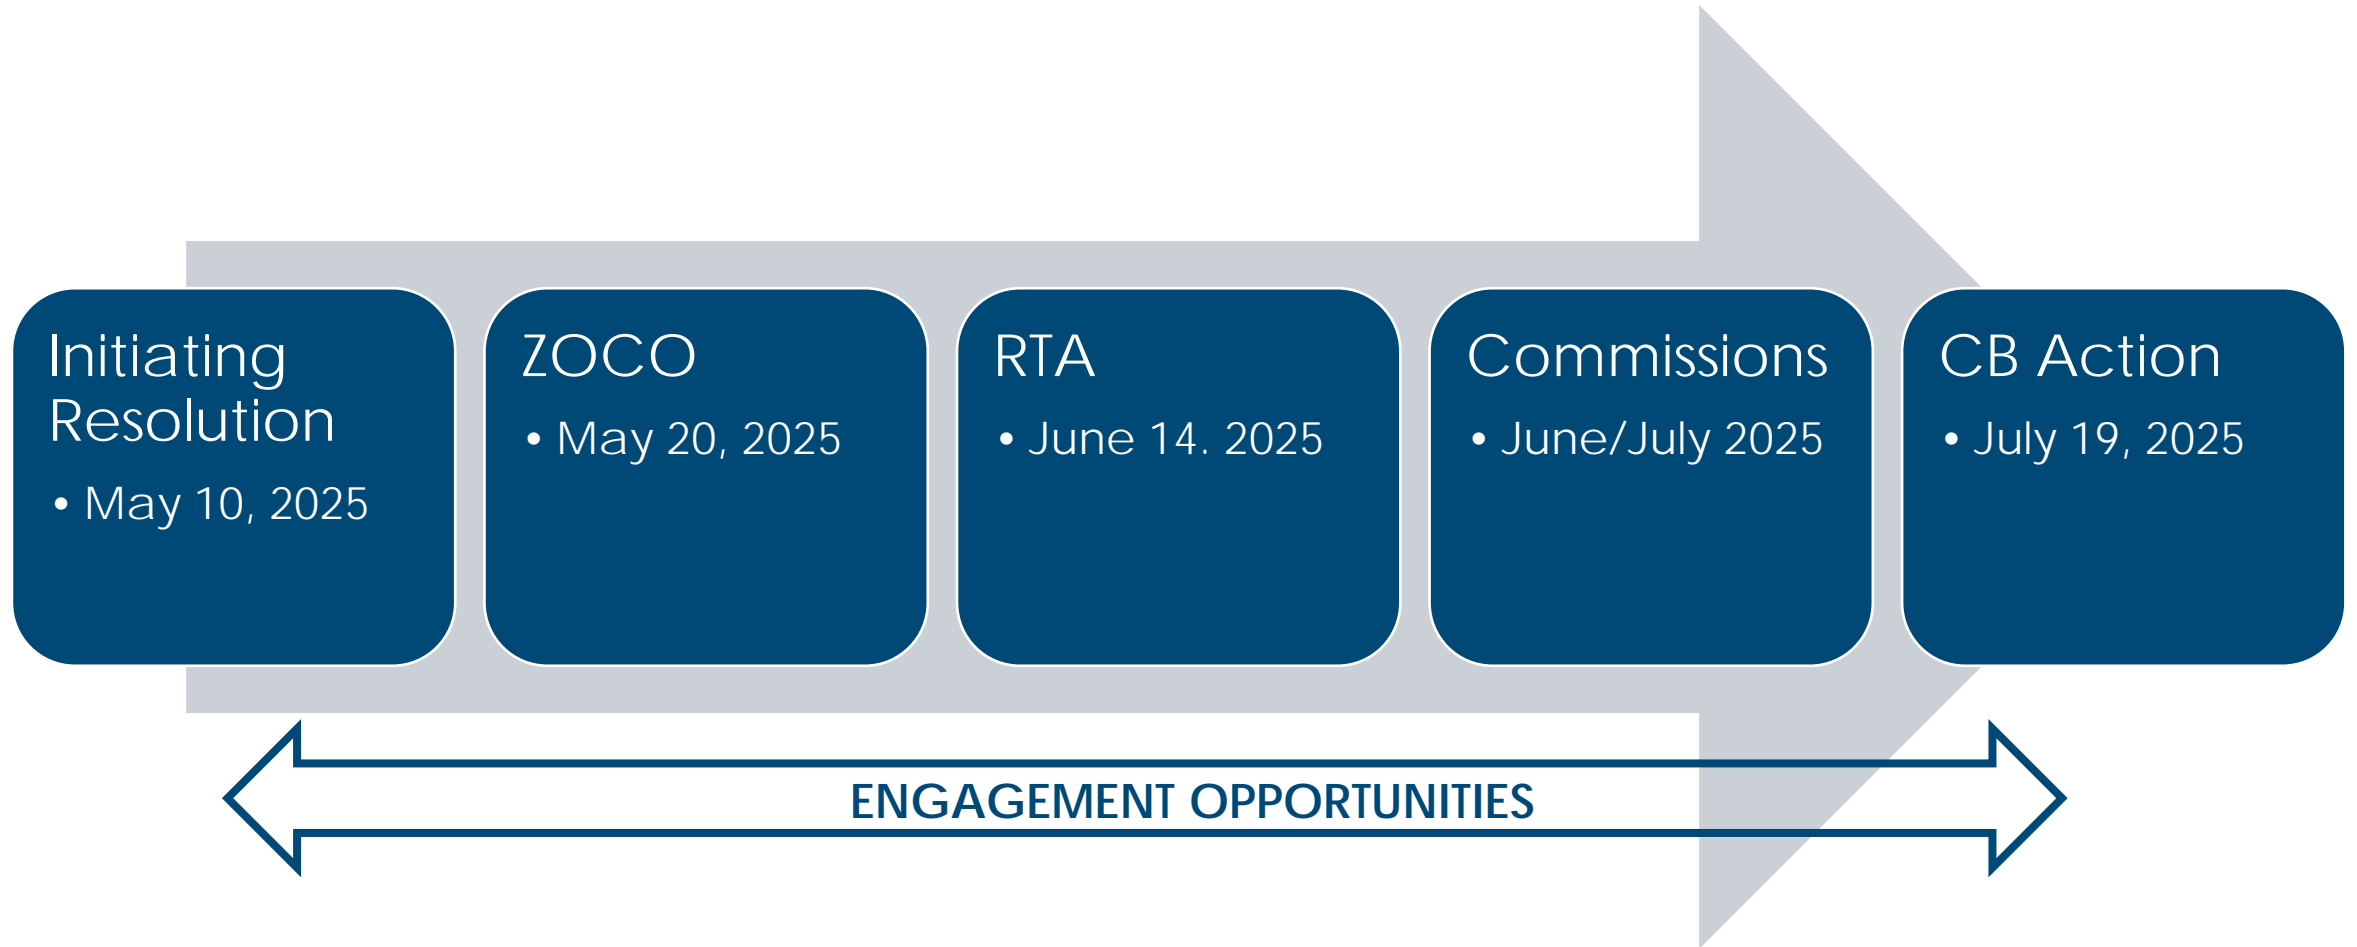 Initiating
Resolution
• May 10, 2025
ZOCO
• May 20, 2025
RTA
• June 14. 2025
Commissions
• June/July 2025
CB Action
• July 19, 2025
ENGAGEMENT OPPORTUNITIES